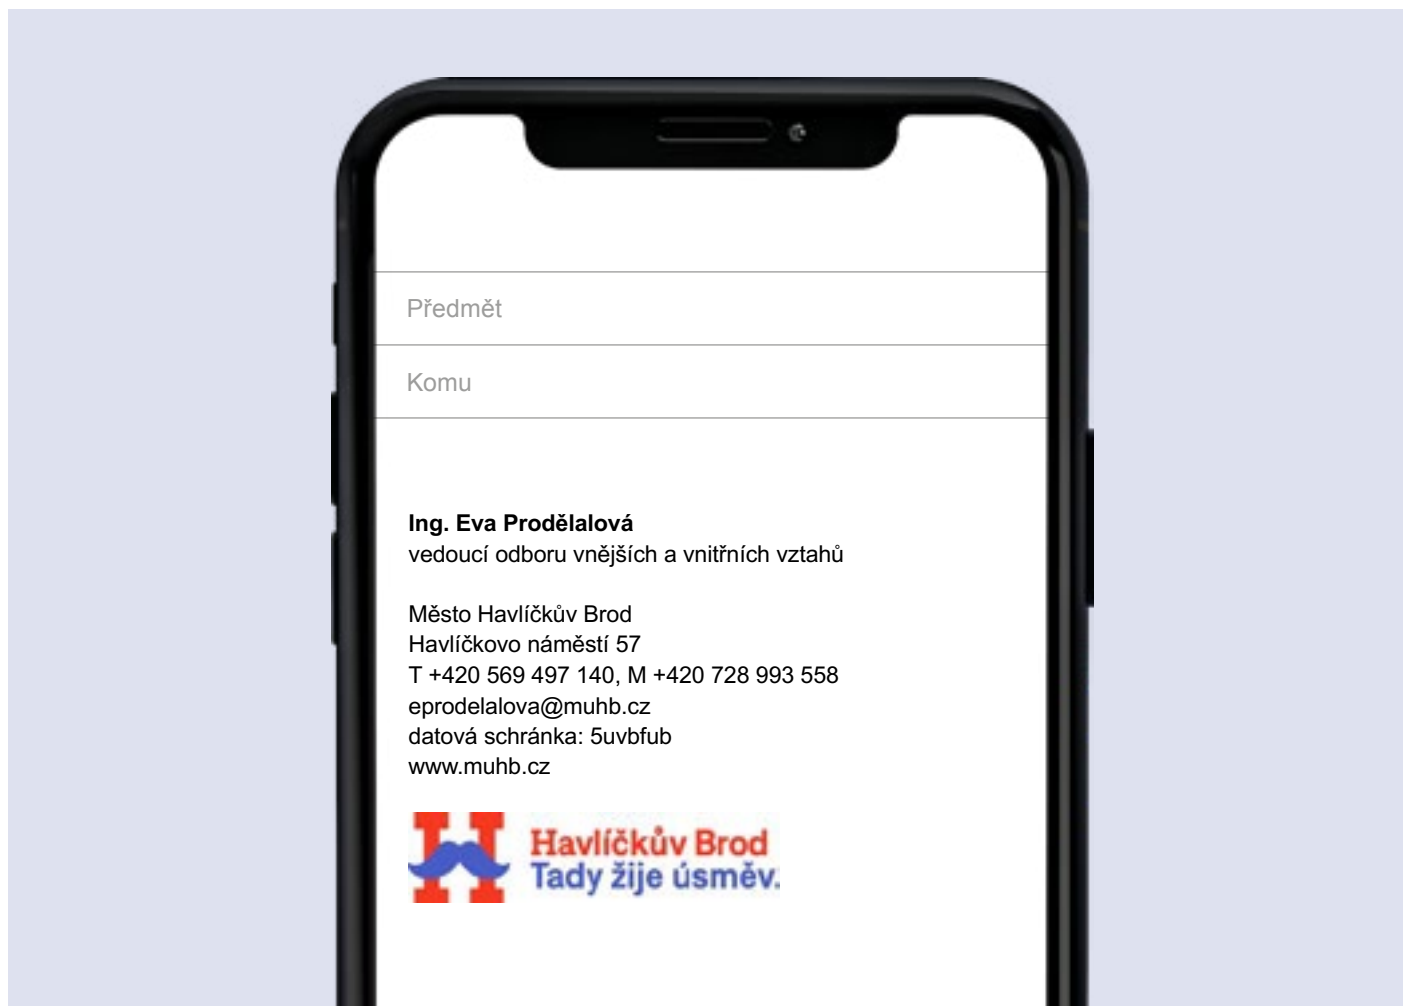 Předmět
Komu
Ing. Eva Prodělalová
vedoucí odboru vnějších a vnitřních vztahů
Město Havlíčkův Brod
Havlíčkovo náměstí 57
T +420 569 497 140, M +420 728 993 558
eprodelalova@muhb.cz
datová schránka: 5uvbfub
www.muhb.cz
H Havlíčkův Brod
Tady žije úsměv.